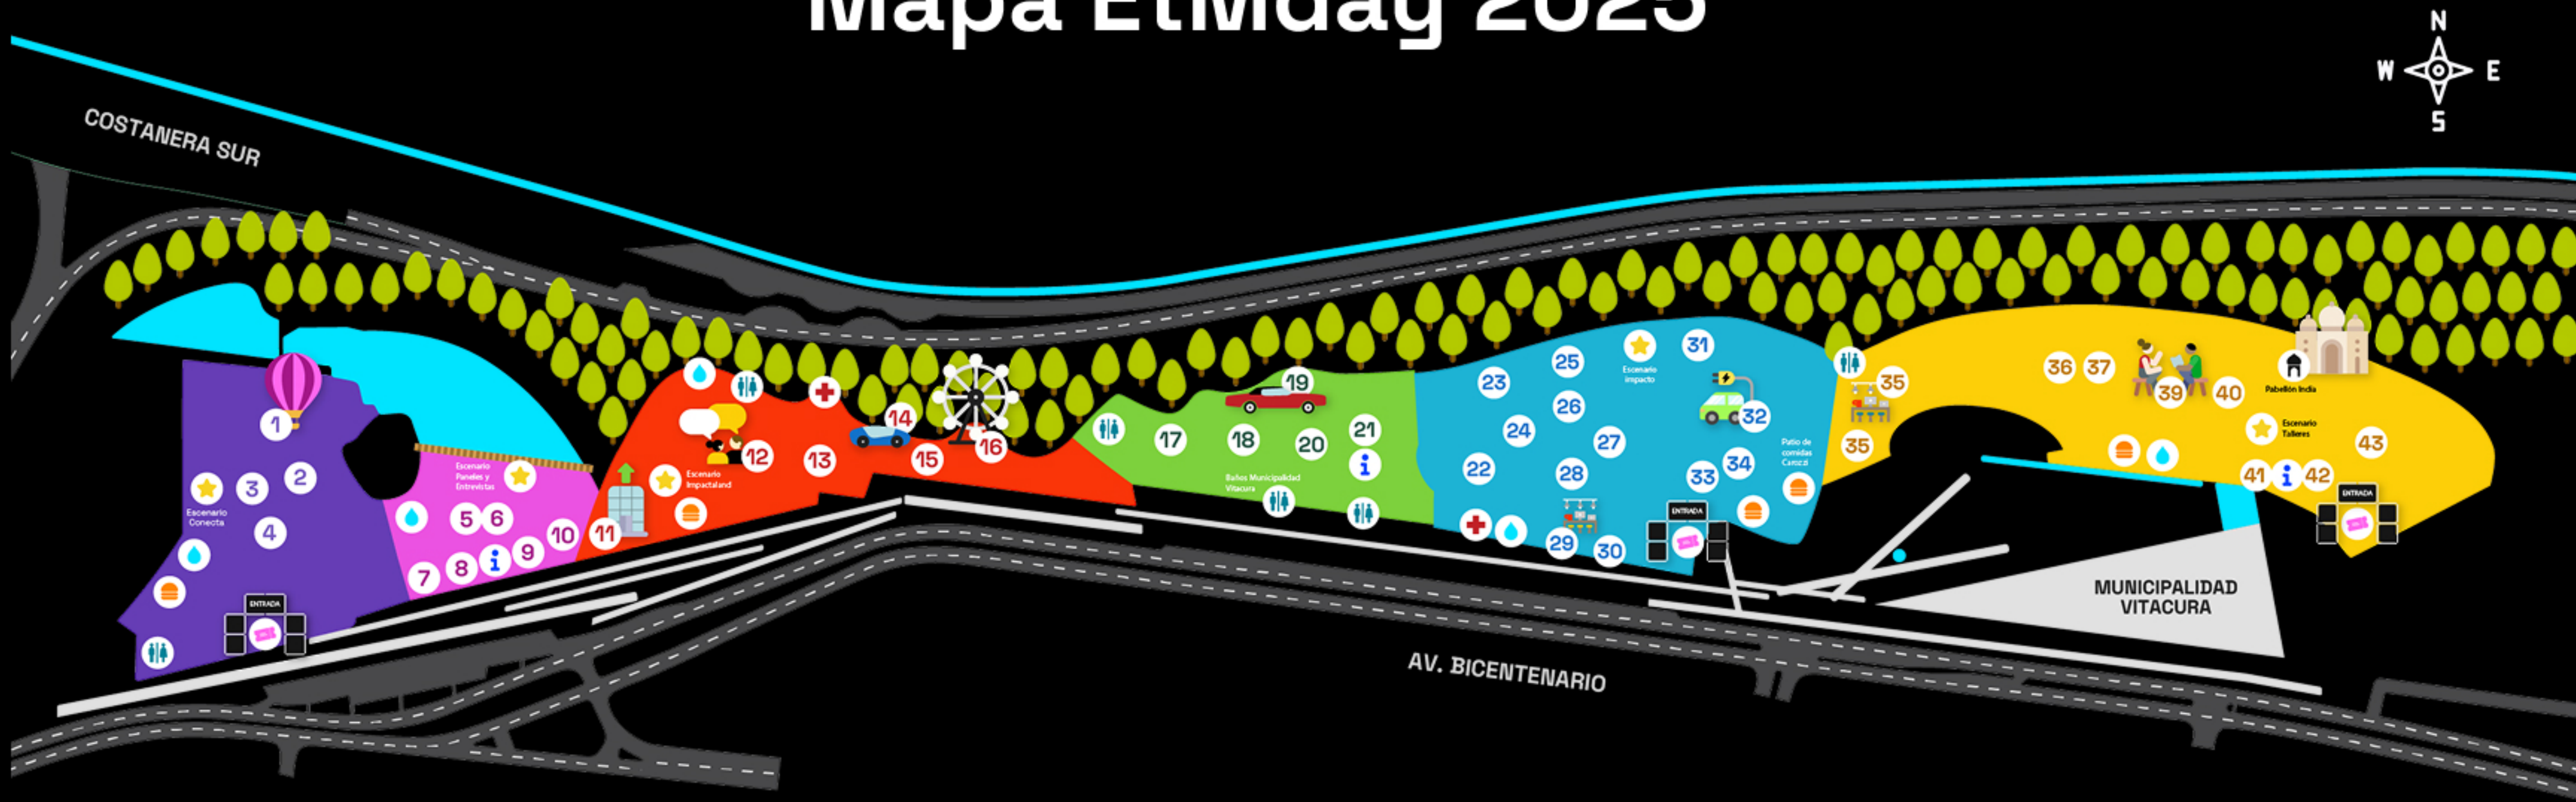 Mapa EtMday 2025
N
W E
S
COSTANERA SUR
1
2
3
Escenario
Conecta
4
ENTRADA
Escenario
Paneles y
Entrevistas
5 6
7 8 i 9 10
11
Escenario
Impactaland
12
13
14
15
16
17
18
19
20
21
i
Baños Municipalidad
Vitacura
22
23
24
25
26
27
28
29
30
Escenario
impacto
31
32
33
34
Patio de
comidas
Carozzi
ENTRADA
35
35
36 37
39
40
Pabellón India
Escenario
Talleres
43
41 i 42
ENTRADA
MUNICIPALIDAD
VITACURA
AV. BICENTENARIO